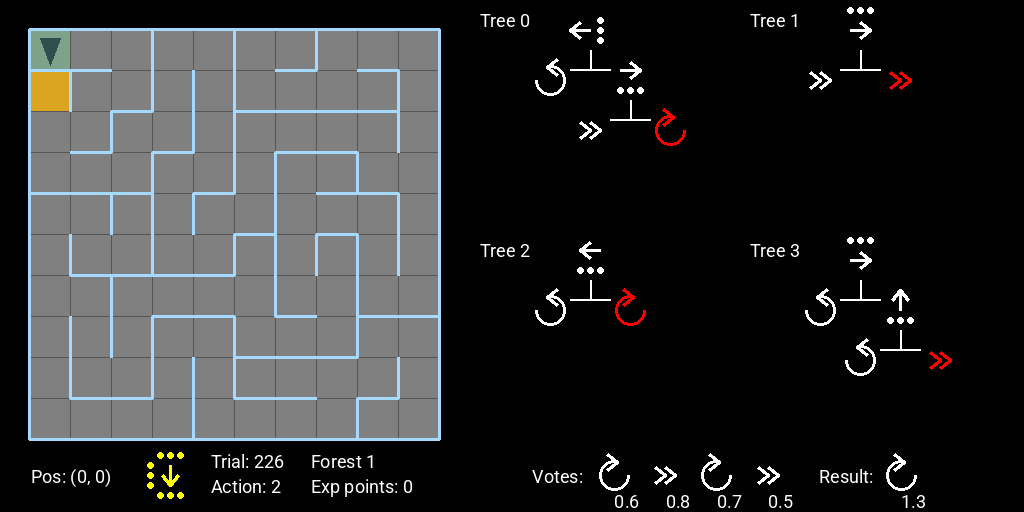 Tree 0
Tree 1
Tree 2
Tree 3
Pos: (0, 0)
Trial: 226
Forest 1
Action: 2
Exp points: 0
Votes:
0.6
0.8
0.7
0.5
Result:
1.3